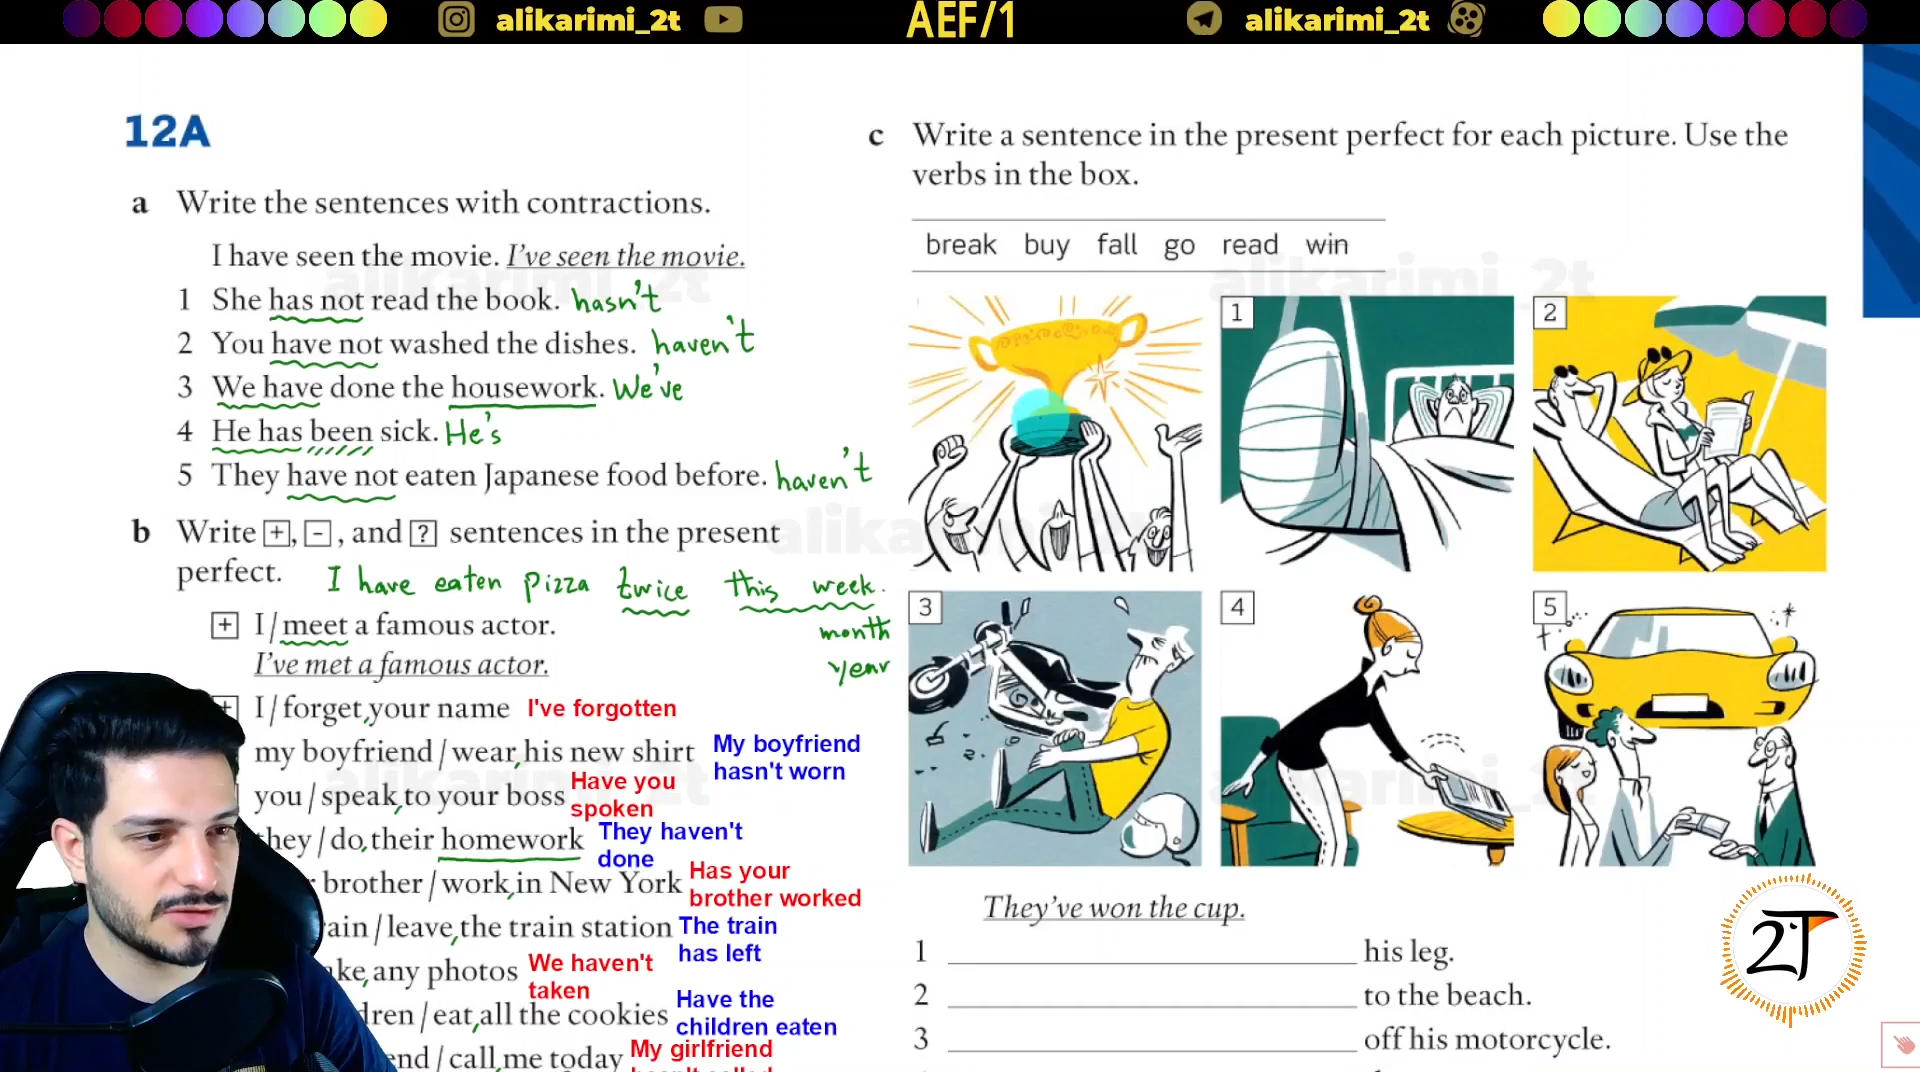 alikarimi_2t
AEF/1
alikarimi_2t
12A
a Write the sentences with contractions.
I have seen the movie. I've seen the movie.
1 She has not read the book. hasn't
2 You have not washed the dishes. haven't
3 We have done the housework. We've
4 He has been sick. He's
5 They have not eaten Japanese food before. haven't
b Write +, -, and ? sentences in the present
perfect. I have eaten pizza twice this week.
month
+ I / meet a famous actor.
I've met a famous actor.
year
+ I / forget, your name I've forgotten
my boyfriend / wear, his new shirt My boyfriend
hasn't worn
you / speak, to your boss Have you
spoken
they / do, their homework They haven't
done
brother / work, in New York Has your
brother worked
rain / leave, the train station The train
has left
ke, any photos We haven't
taken
dren / eat, all the cookies Have the
children eaten
end / call, me today My girlfriend
c Write a sentence in the present perfect for each picture. Use the
verbs in the box.
break buy fall go read win
1
2
3
4
5
They've won the cup.
1 his leg.
2 to the beach.
3 off his motorcycle.
2T
alikarimi_2t
alikarimi_2t
alikarimi_2t
alikarimi_2t